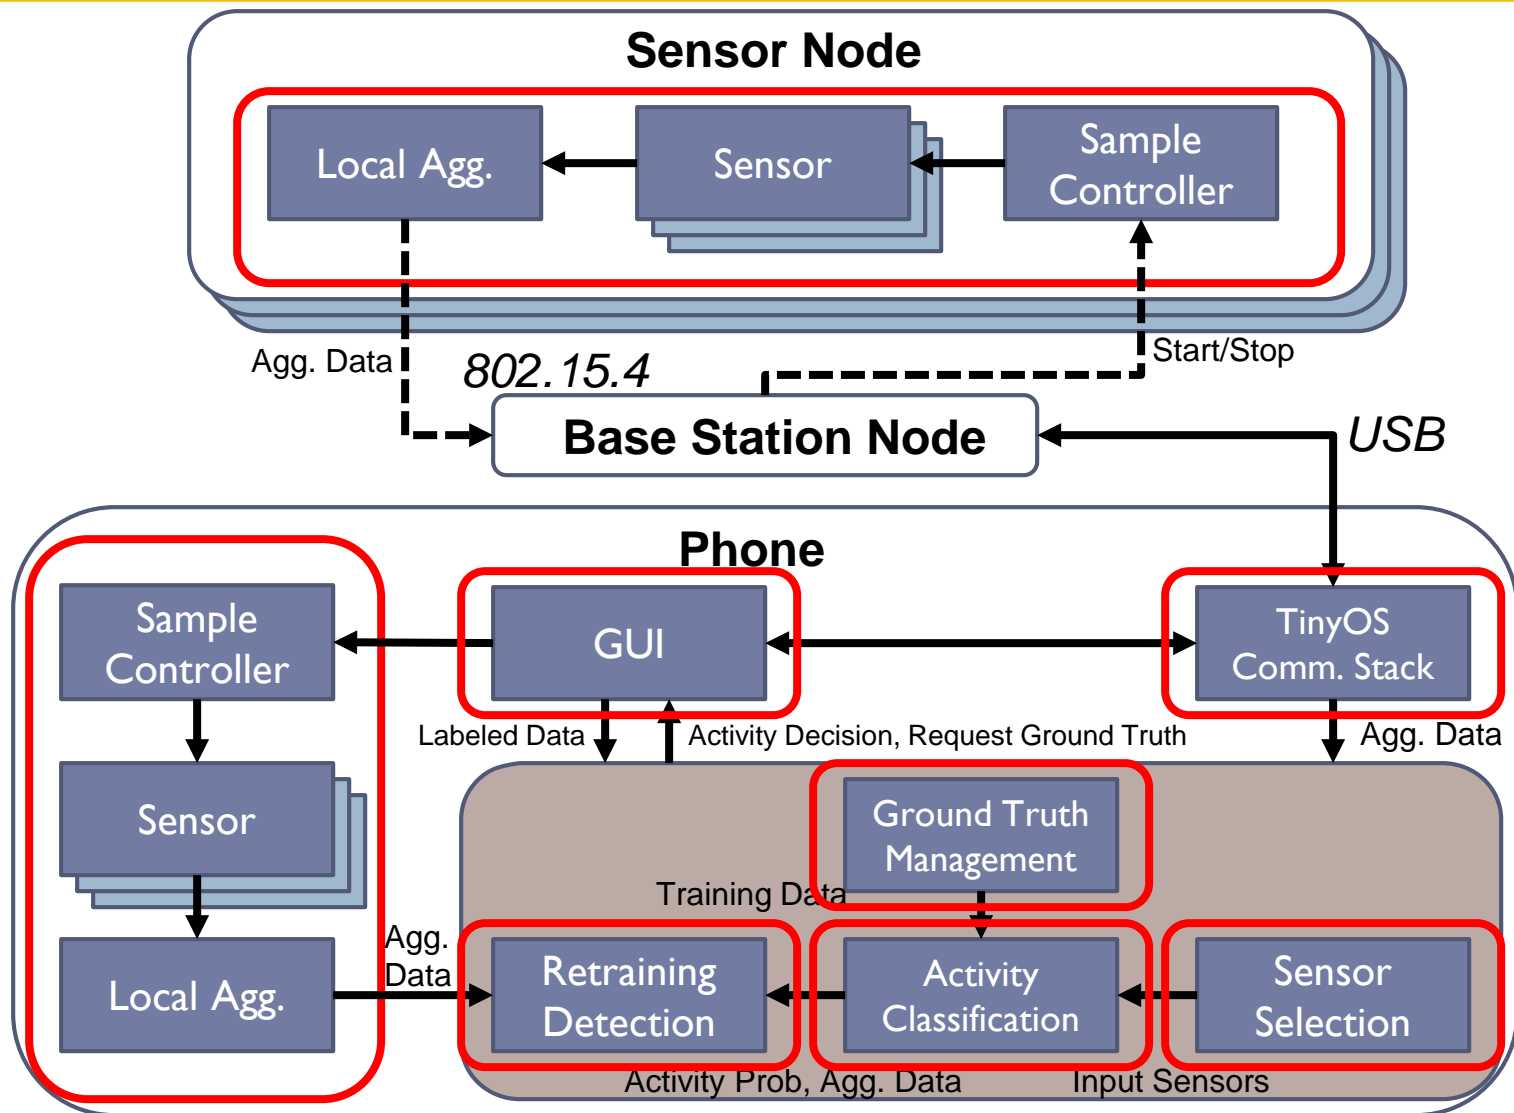 Sensor Node
Local Agg.
Sensor
Sample
Controller
Agg. Data
802.15.4
Start/Stop
Base Station Node
USB
Phone
Sample
Controller
GUI
TinyOS
Comm. Stack
Labeled Data
Activity Decision, Request Ground Truth
Agg. Data
Sensor
Ground Truth
Management
Training Data
Agg.
Data
Local Agg.
Retraining
Detection
Activity
Classification
Sensor
Selection
Activity Prob, Agg. Data
Input Sensors